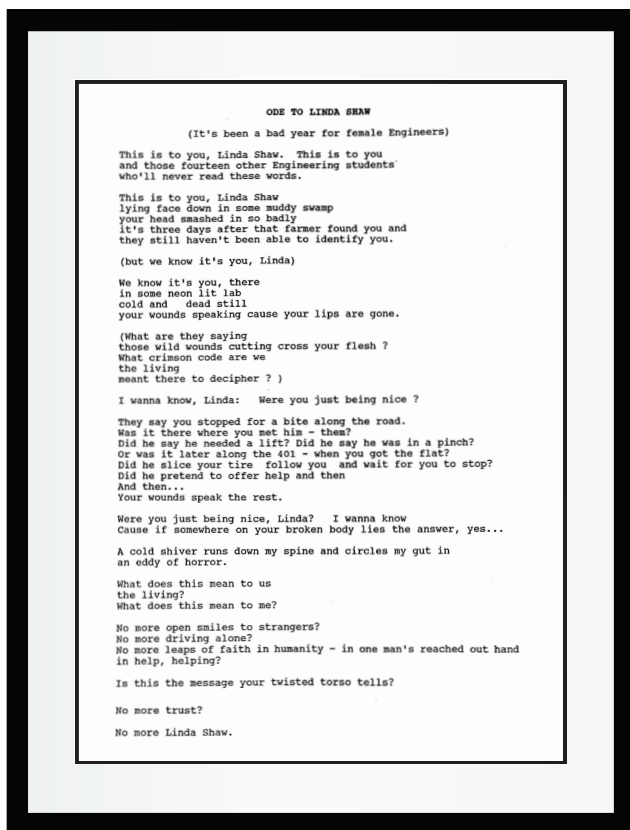 ODE TO LINDA SHAW
(It's been a bad year for female Engineers)
This is to you, Linda Shaw.  This is to you
and those fourteen other Engineering students
who'll never read these words.
This is to you, Linda Shaw
lying face down in some muddy swamp
your head smashed in so badly
it's three days after that farmer found you and
they still haven't been able to identify you.
(but we know it's you, Linda)
We know it's you, there
in some neon lit lab
cold and   dead still
your wounds speaking cause your lips are gone.
(What are they saying
those wild wounds cutting cross your flesh ?
What crimson code are we
the living
meant there to decipher ? )
I wanna know, Linda:   Were you just being nice ?
They say you stopped for a bite along the road.
Was it there where you met him - them?
Did he say he needed a lift? Did he say he was in a pinch?
Or was it later along the 401 - when you got the flat?
Did he slice your tire  follow you  and wait for you to stop?
Did he pretend to offer help and then
And then...
Your wounds speak the rest.
Were you just being nice, Linda?   I wanna know
Cause if somewhere on your broken body lies the answer, yes...
A cold shiver runs down my spine and circles my gut in
an eddy of horror.
What does this mean to us
the living?
What does this mean to me?
No more open smiles to strangers?
No more driving alone?
No more leaps of faith in humanity - in one man's reached out hand
in help, helping?
Is this the message your twisted torso tells?
No more trust?
No more Linda Shaw.